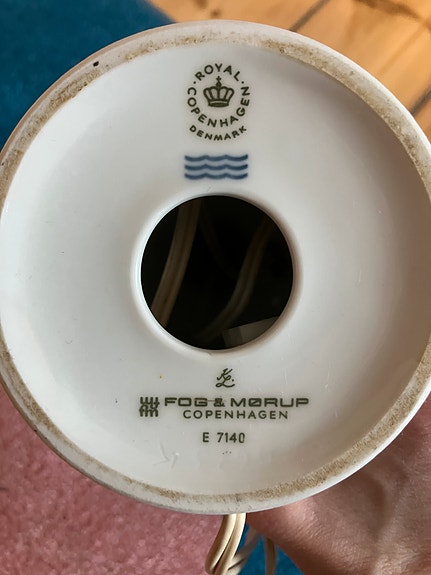 ROYAL
COPENHAGEN
DENMARK
FOG & MØRUP
COPENHAGEN
E 7140